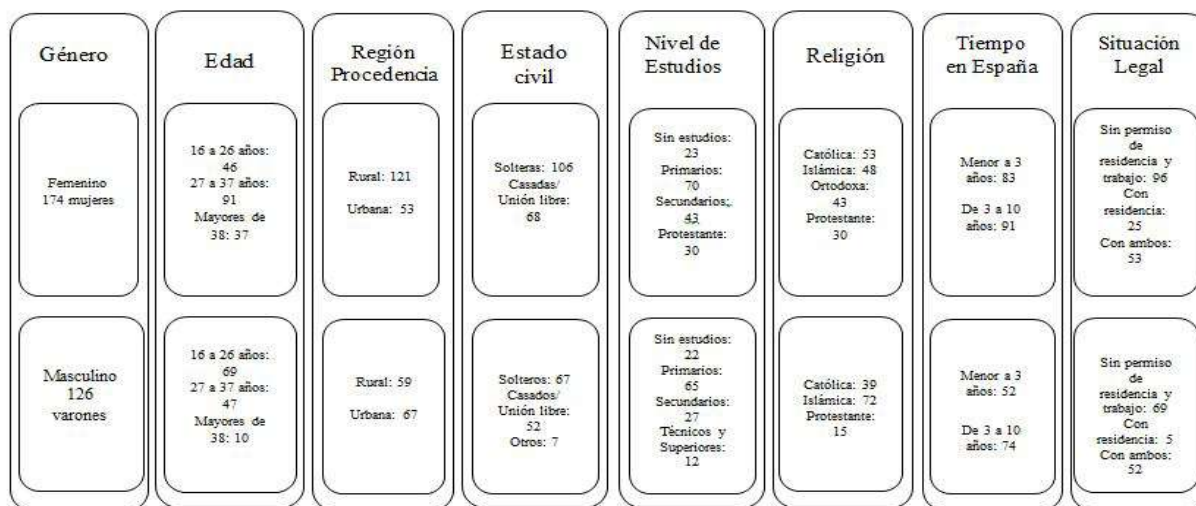 Género
Femenino
174 mujeres
Masculino
126
varones
Edad
16 a 26 años:
46
27 a 37 años:
91
Mayores de
38: 37
16 a 26 años:
69
27 a 37 años:
47
Mayores de
38: 10
Región
Procedencia
Rural: 121
Urbana: 53
Rural: 59
Urbana: 67
Estado
civil
Solteras: 106
Casadas/
Unión libre:
68
Solteros: 67
Casados/
Unión libre:
52
Otros: 7
Nivel de
Estudios
Sin estudios:
23
Primarios:
70
Secundarios:
43
Protestante:
30
Sin estudios:
22
Primarios:
65
Secundarios:
27
Técnicos y
Superiores:
12
Religión
Católica: 53
Islámica: 48
Ortodoxa:
43
Protestante:
30
Católica: 39
Islámica: 72
Protestante:
15
Tiempo
en España
Menor a 3
años: 83
De 3 a 10
años: 91
Menor a 3
años: 52
De 3 a 10
años: 74
Situación
Legal
Sin permiso
de
residencia y
trabajo: 96
Con
residencia:
25
Con ambos:
53
Sin permiso
de
residencia y
trabajo: 69
Con
residencia: 5
Con ambos:
52